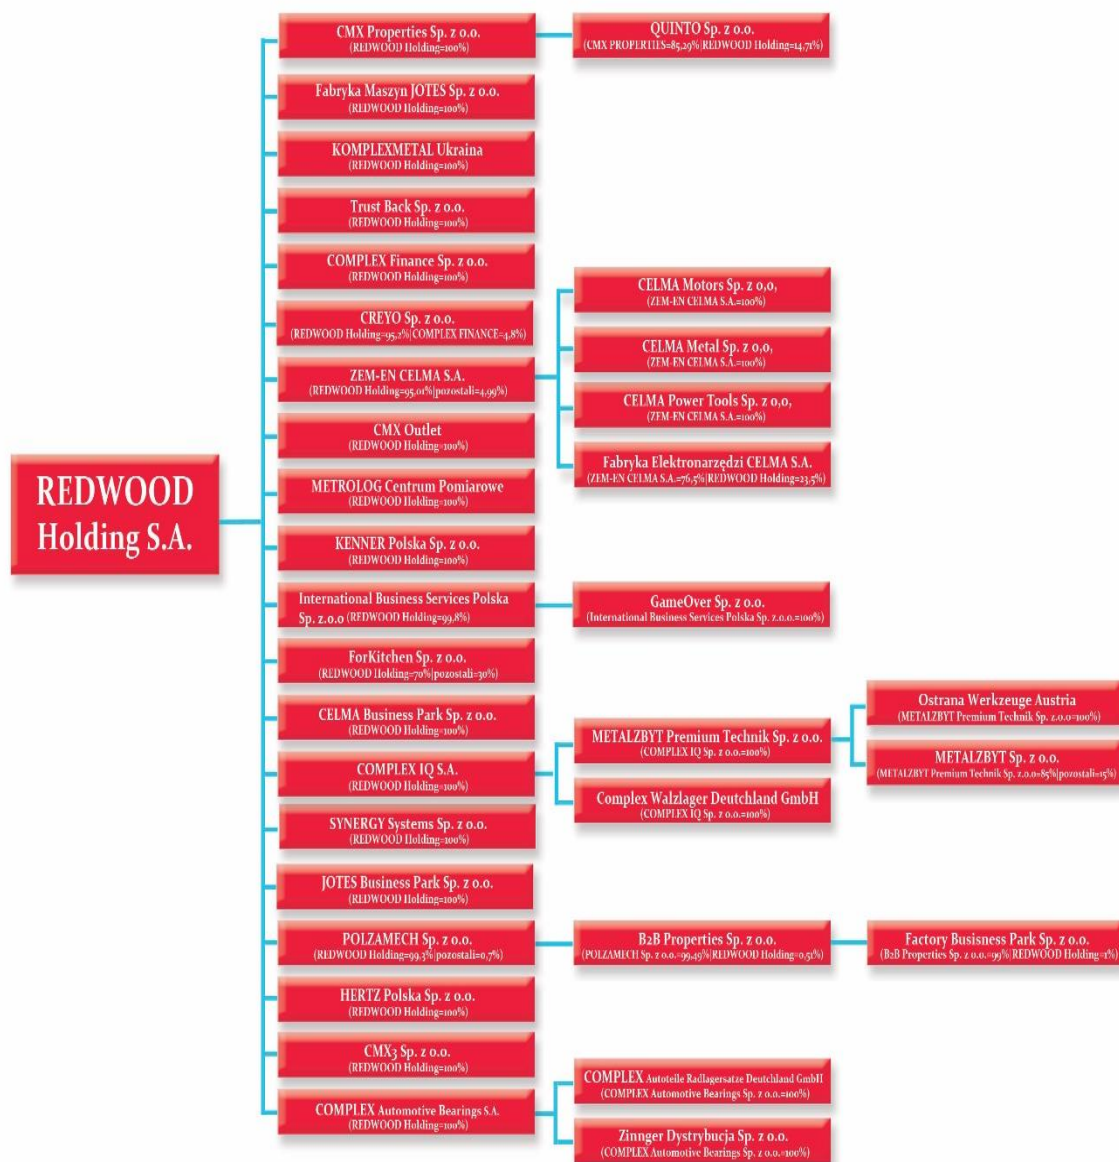 CMX Properties Sp. z o.o.
(REDWOOD Holding=100%)
QUINTO Sp. z o.o.
(CMX PROPERTIES=85,29%|REDWOOD Holding=14,71%)
Fabryka Maszyn JOTES Sp. z o.o.
(REDWOOD Holding=100%)
KOMPLEXMETAL Ukraina
(REDWOOD Holding=100%)
Trust Back Sp. z o.o.
(REDWOOD Holding=100%)
COMPLEX Finance Sp. z o.o.
(REDWOOD Holding=100%)
CREYO Sp. z o.o.
(REDWOOD Holding=95,2%|COMPLEX FINANCE=4,8%)
ZEM-EN CELMA S.A.
(REDWOOD Holding=95,01%|pozostali=4,99%)
CELMA Motors Sp. z o,o,
(ZEM-EN CELMA S.A.=100%)
CELMA Metal Sp. z o,o,
(ZEM-EN CELMA S.A.=100%)
CELMA Power Tools Sp. z o,o,
(ZEM-EN CELMA S.A.=100%)
Fabryka Elektronarzędzi CELMA S.A.
(ZEM-EN CELMA S.A.=76,5%|REDWOOD Holding=23,5%)
CMX Outlet
(REDWOOD Holding=100%)
METROLOG Centrum Pomiarowe
(REDWOOD Holding=100%)
REDWOOD
Holding S.A.
KENNER Polska Sp. z o.o.
(REDWOOD Holding=100%)
International Business Services Polska
Sp. z.o.o (REDWOOD Holding=99,8%)
GameOver Sp. z o.o.
(International Business Services Polska Sp. z.o.o.=100%)
ForKitchen Sp. z o.o.
(REDWOOD Holding=70%|pozostali=30%)
CELMA Business Park Sp. z o.o.
(REDWOOD Holding=100%)
COMPLEX IQ S.A.
(REDWOOD Holding=100%)
METALZBYT Premium Technik Sp. z o.o.
(COMPLEX IQ Sp. z o.o.=100%)
Complex Walzlager Deutchland GmbH
(COMPLEX IQ Sp. z o.o.=100%)
Ostrana Werkzeuge Austria
(METALZBYT Premium Technik Sp. z.o.o=100%)
METALZBYT Sp. z o.o.
(METALZBYT Premium Technik Sp. z.o.o=85%|pozostali=15%)
SYNERGY Systems Sp. z o.o.
(REDWOOD Holding=100%)
JOTES Business Park Sp. z o.o.
(REDWOOD Holding=100%)
POLZAMECH Sp. z o.o.
(REDWOOD Holding=99,3%|pozostali=0,7%)
B2B Properties Sp. z o.o.
(POLZAMECH Sp. z o.o.=99,49%|REDWOOD Holding=0,51%)
Factory Busisness Park Sp. z o.o.
(B2B Properties Sp. z o.o.=99%|REDWOOD Holding=1%)
HERTZ Polska Sp. z o.o.
(REDWOOD Holding=100%)
CMX3 Sp. z o.o.
(REDWOOD Holding=100%)
COMPLEX Automotive Bearings S.A.
(REDWOOD Holding=100%)
COMPLEX Autoteile Radlagersatze Deutchland GmbH
(COMPLEX Automotive Bearings Sp. z o.o.=100%)
Zinnger Dystrybucja Sp. z o.o.
(COMPLEX Automotive Bearings Sp. z o.o.=100%)